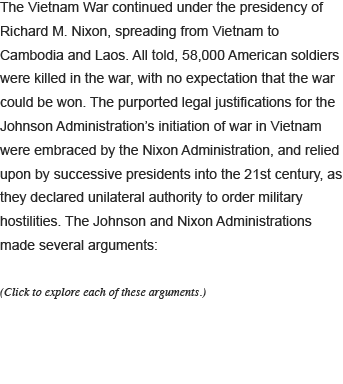 The Vietnam War continued under the presidency of
Richard M. Nixon, spreading from Vietnam to
Cambodia and Laos. All told, 58,000 American soldiers
were killed in the war, with no expectation that the war
could be won. The purported legal justifications for the
Johnson Administration’s initiation of war in Vietnam
were embraced by the Nixon Administration, and relied
upon by successive presidents into the 21st century, as
they declared unilateral authority to order military
hostilities. The Johnson and Nixon Administrations
made several arguments:
(Click to explore each of these arguments.)